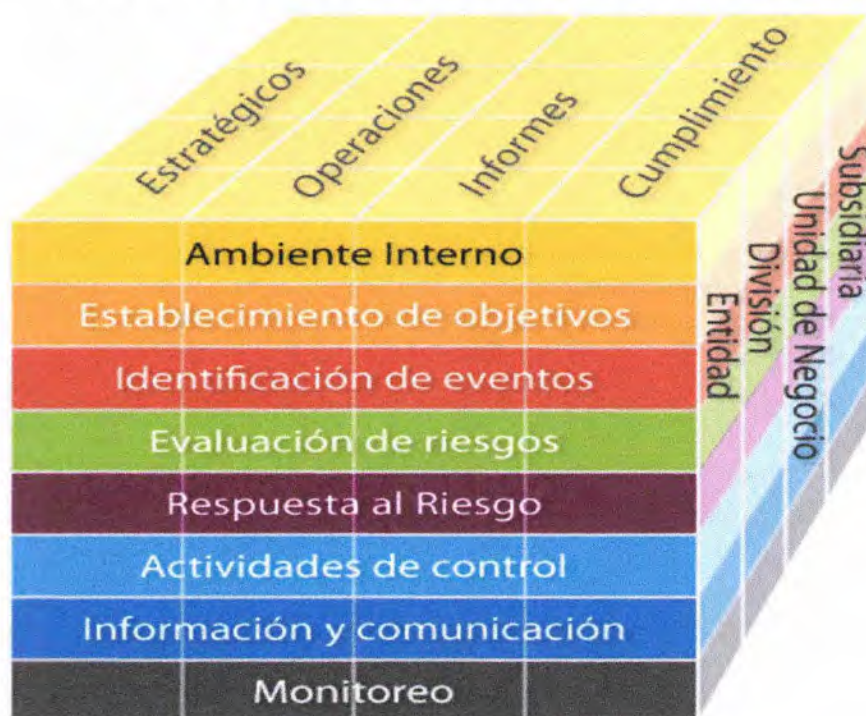 Estratégicos
Operaciones
Informes
Cumplimiento
Ambiente Interno
Establecimiento de objetivos
Identificación de eventos
Evaluación de riesgos
Respuesta al Riesgo
Actividades de control
Información y comunicación
Monitoreo
Entidad
División
Unidad de Negocio
Subsidiaria